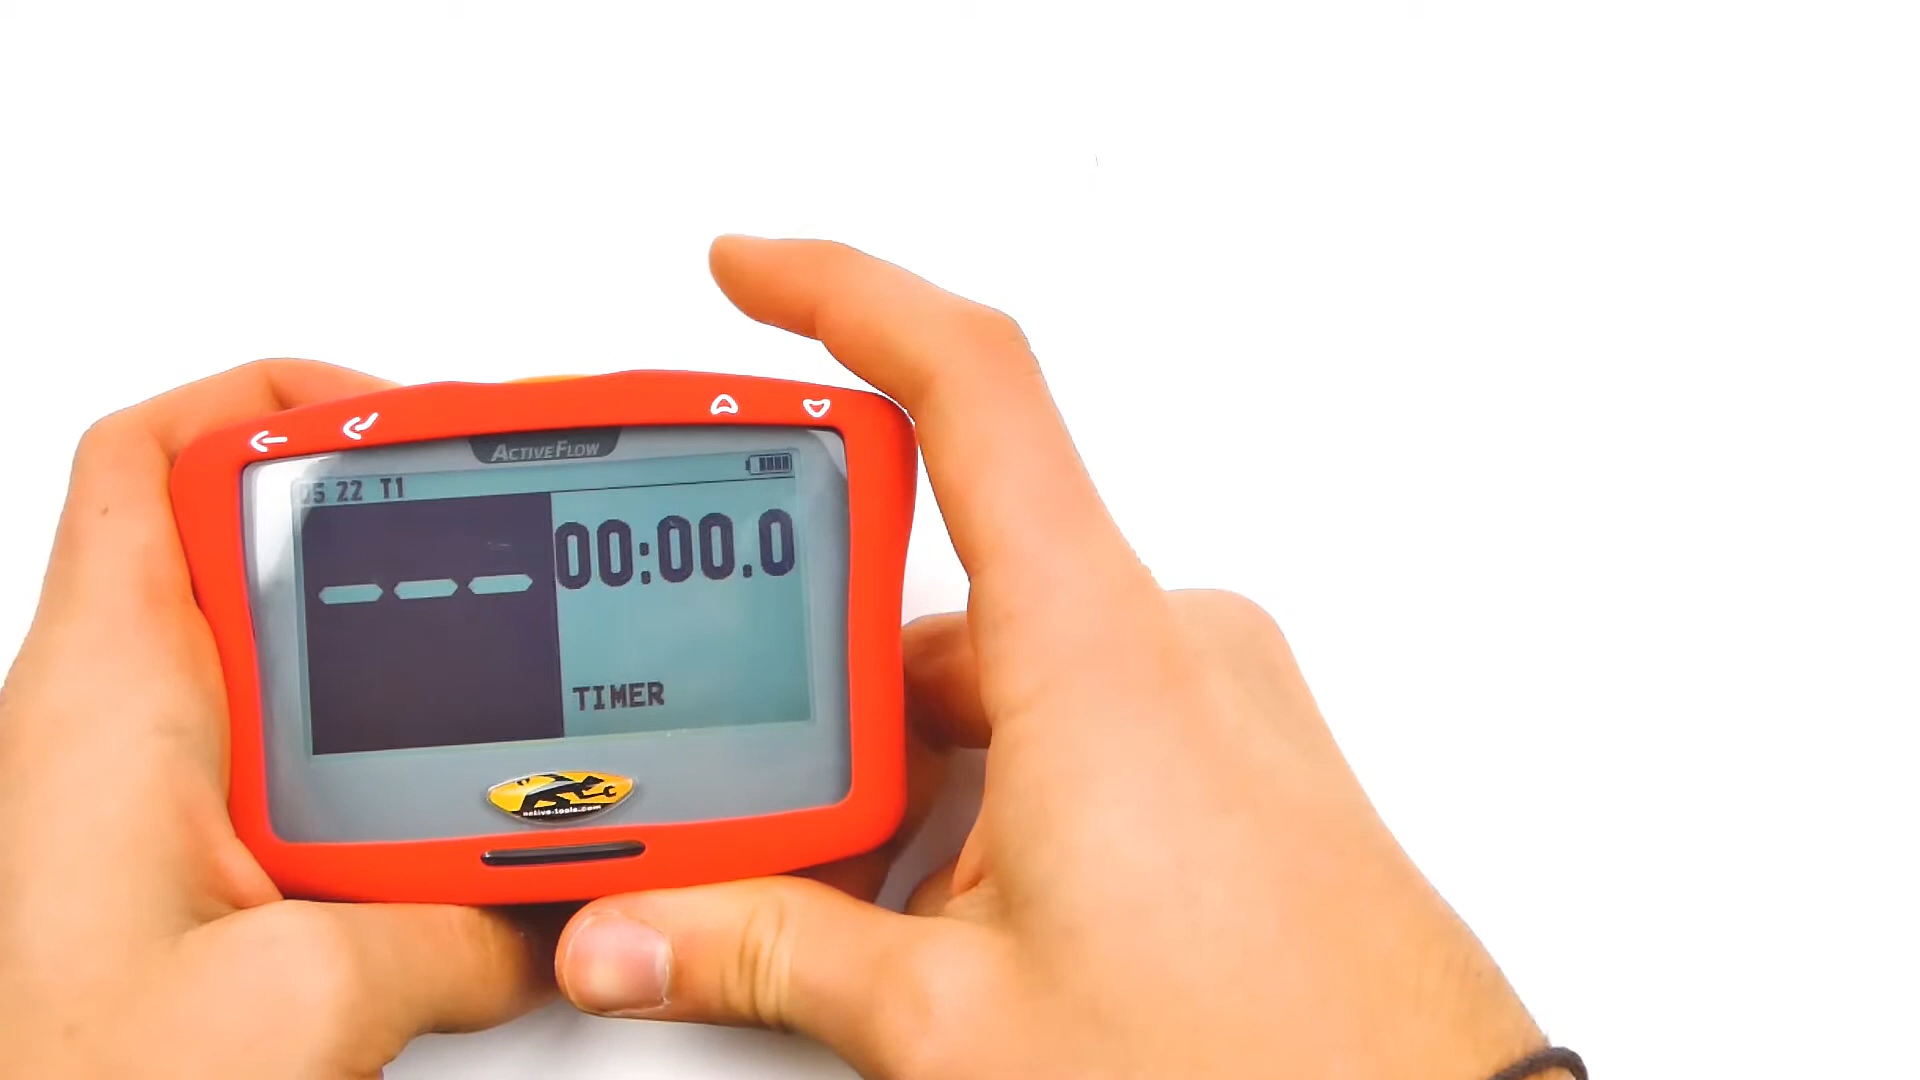 ACTIVEFLOW
05 22 T1
--- 00:00.0
TIMER
active-tools.com